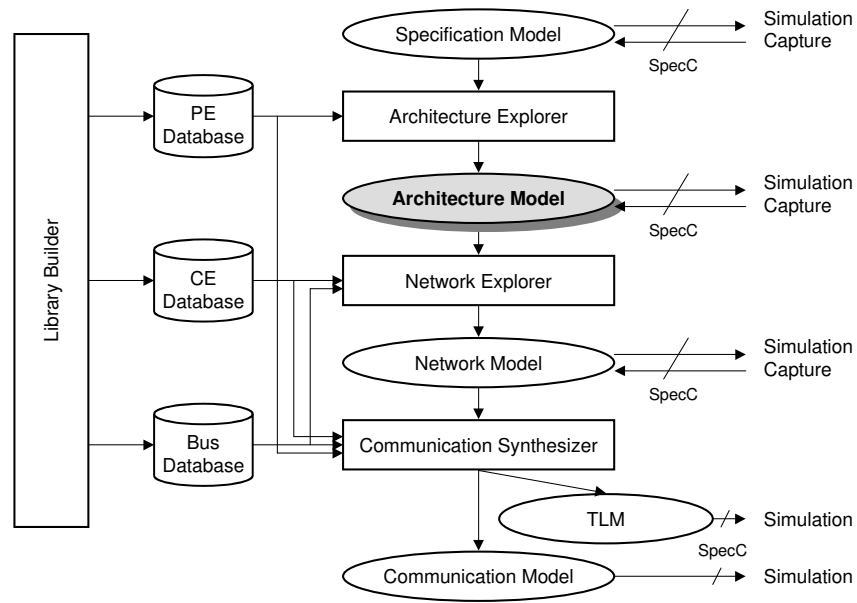 Specification Model
Simulation
Capture
SpecC
PE
Database
Architecture Explorer
Architecture Model
Simulation
Capture
SpecC
Library Builder
CE
Database
Network Explorer
Network Model
Simulation
Capture
SpecC
Bus
Database
Communication Synthesizer
TLM
Simulation
SpecC
Communication Model
Simulation